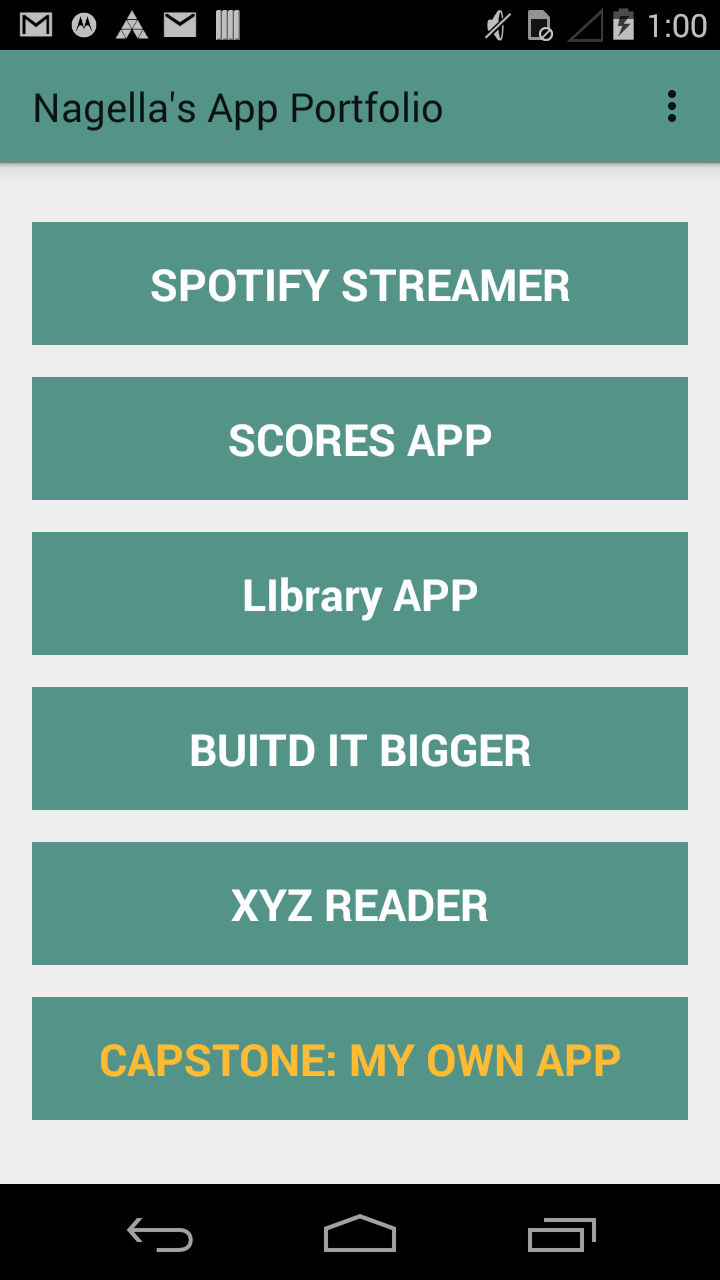 1:00
Nagella's App Portfolio
SPOTIFY STREAMER
SCORES APP
LIbrary APP
BUITD IT BIGGER
XYZ READER
CAPSTONE: MY OWN APP